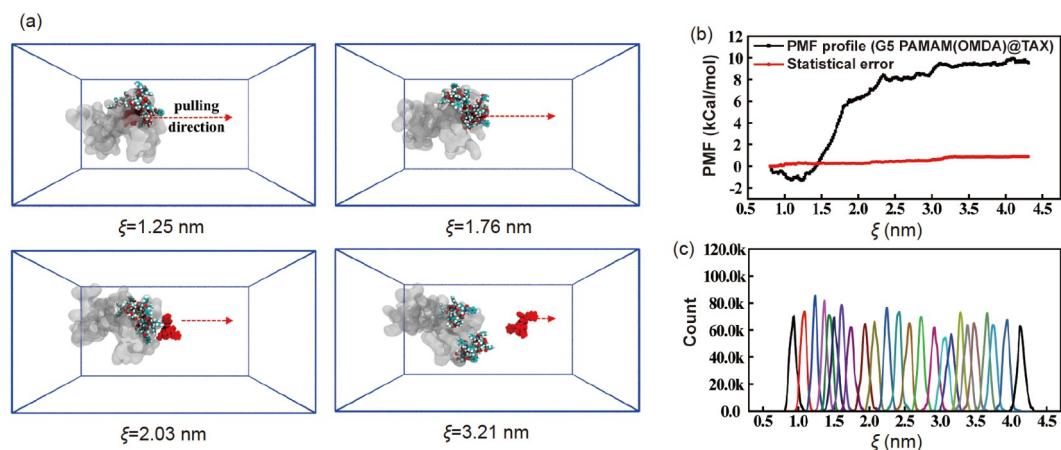 (a)
pulling
direction
ξ=1.25 nm
ξ=1.76 nm
ξ=2.03 nm
ξ=3.21 nm
(b)
PMF profile (G5 PAMAM(OMDA)@TAX)
Statistical error
PMF (kCal/mol)
12
10
8
6
4
2
0
-2
0.5 1.0 1.5 2.0 2.5 3.0 3.5 4.0 4.5
ξ (nm)
(c)
Count
120.0k
100.0k
80.0k
60.0k
40.0k
20.0k
0.0
0.5 1.0 1.5 2.0 2.5 3.0 3.5 4.0 4.5
ξ (nm)